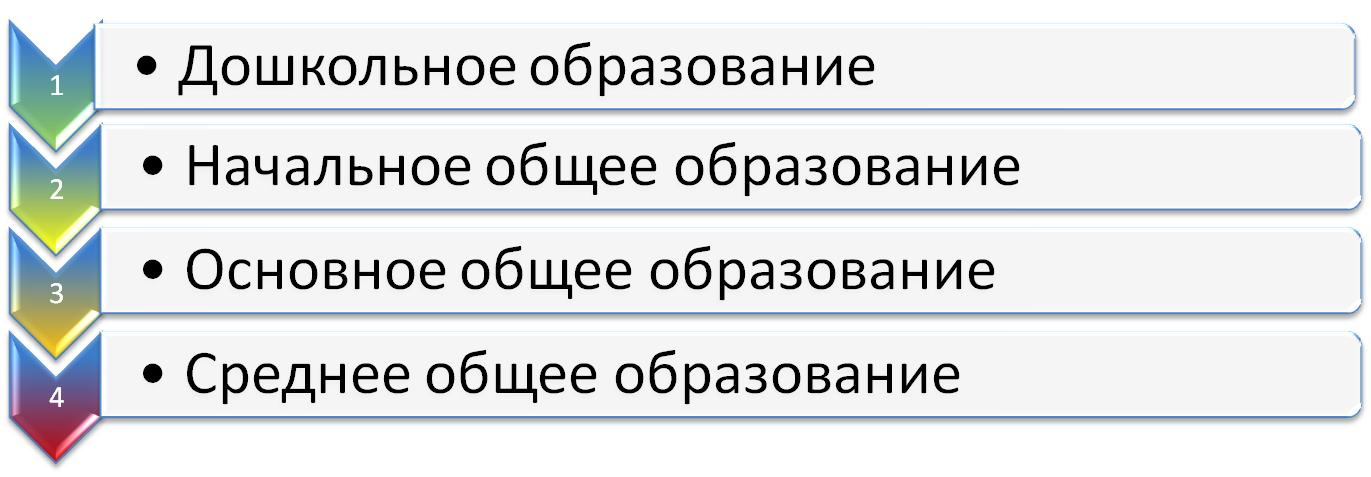 1 • Дошкольное образование
2 • Начальное общее образование
3 • Основное общее образование
4 • Среднее общее образование